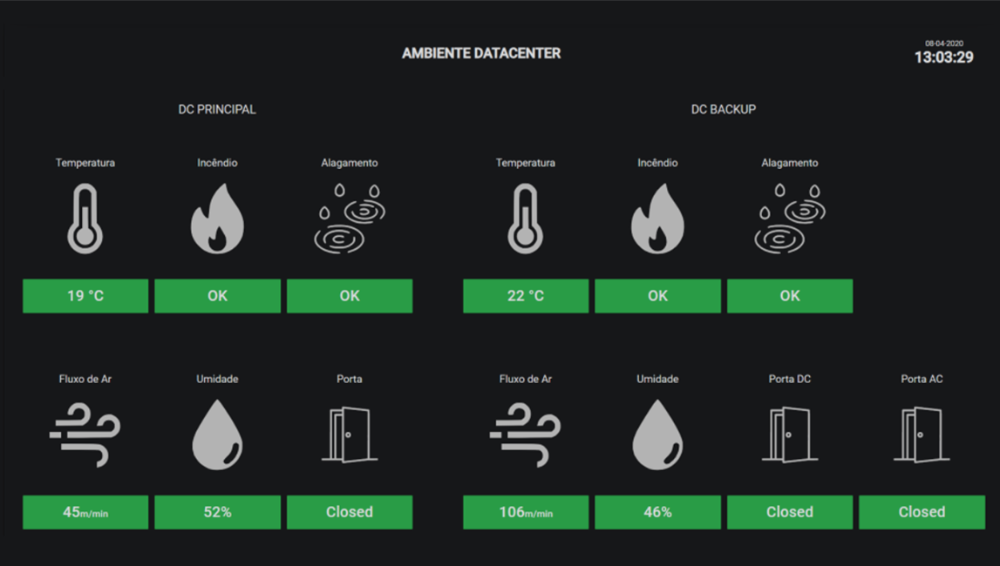 AMBIENTE DATACENTER
08-04-2020
13:03:29
DC PRINCIPAL
DC BACKUP
Temperatura
Incêndio
Alagamento
Temperatura
Incêndio
Alagamento
19 °C
OK
OK
22 °C
OK
OK
Fluxo de Ar
Umidade
Porta
Fluxo de Ar
Umidade
Porta DC
Porta AC
45m/min
52%
Closed
106m/min
46%
Closed
Closed